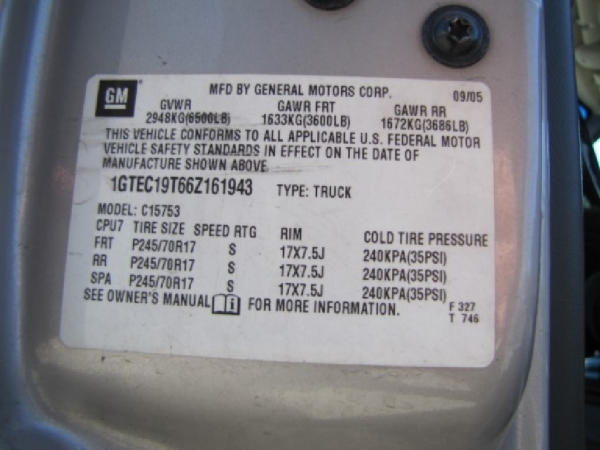 GM
MFD BY GENERAL MOTORS CORP. 09/05
GVWR GAWR FRT GAWR RR
2948KG(6500LB) 1633KG(3600LB) 1672KG(3686LB)
THIS VEHICLE CONFORMS TO ALL APPLICABLE U.S. FEDERAL MOTOR
VEHICLE SAFETY STANDARDS IN EFFECT ON THE DATE OF
MANUFACTURE SHOWN ABOVE.
1GTEC19T66Z161943 TYPE: TRUCK
MODEL: C15753
CPU7 TIRE SIZE SPEED RTG RIM COLD TIRE PRESSURE
FRT P245/70R17 S 17X7.5J 240KPA(35PSI)
RR P245/70R17 S 17X7.5J 240KPA(35PSI)
SPA P245/70R17 S 17X7.5J 240KPA(35PSI)
SEE OWNER'S MANUAL i FOR MORE INFORMATION. F 327
T 746